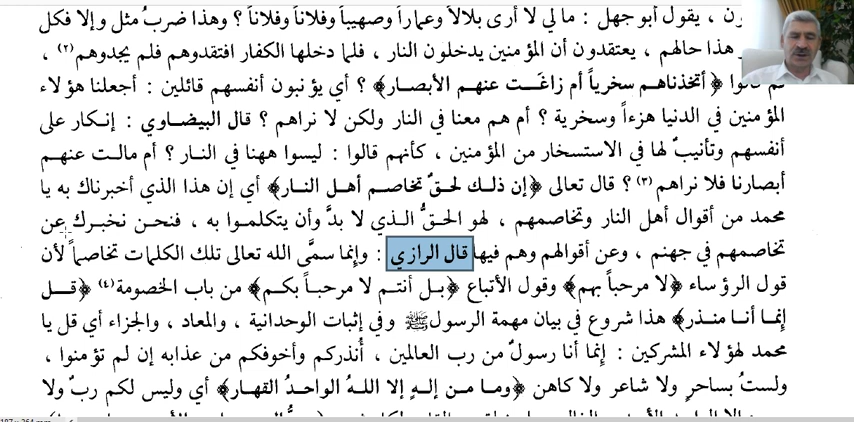 ون ، يقول أبو جهل : ما لي لا أرى بلالاً وعماراً وصهيباً وفلاناً وفلاناً ؟ وهذا ضربُ مثل وإلا فكل
هذا حالهم ، يعتقدون أن المؤمنين يدخلون النار ، فلما دخلها الكفار افتقدوهم فلم يجدوهم (٢) ،
قالوا ﴿أتخذناهم سخرياً أم زاغَت عنهم الأبصار﴾ ؟ أي يؤنبون أنفسهم قائلين : أجعلنا هؤلاء
المؤمنين في الدنيا هزءاً وسخرية ؟ أم هم معنا في النار ولكن لا نراهم ؟ قال البيضاوي : إنكار على
أنفسهم وتأنيبٌ لها في الاستسخار من المؤمنين ، كأنهم قالوا : ليسوا ههنا في النار ؟ أم مالت عنهم
أبصارنا فلا نراهم (٣) ؟ قال تعالى ﴿إن ذلك لحقٌ تخاصم أهل النار﴾ أي إن هذا الذي أخبرناك به يا
محمد من أقوال أهل النار وتخاصمهم ، لهو الحقُّ الذي لا بدَّ وأن يتكلموا به ، فنحن نخبرك عن
تخاصمهم في جهنم ، وعن أقوالهم وهم فيها قال الرازي : وإنما سمَّى الله تعالى تلك الكلمات تخاصماً لأن
قول الرؤساء ﴿لا مرحباً بهم﴾ وقول الأتباع ﴿بل أنتم لا مرحباً بكم﴾ من باب الخصومة (٤) ﴿قل
إنما أنا منذر﴾ هذا شروع في بيان مهمة الرسول ﷺ وفي إثبات الوحدانية ، والمعاد ، والجزاء أي قل يا
محمد لهؤلاء المشركين : إنما أنا رسولٌ من رب العالمين ، أُنذركم وأخوفكم من عذابه إن لم تؤمنوا ،
ولستُ بساحرٍ ولا شاعر ولا كاهن ﴿وما من إلهٍ إلا اللهُ الواحدُ القهار﴾ أي وليس لكم ربٌ ولا